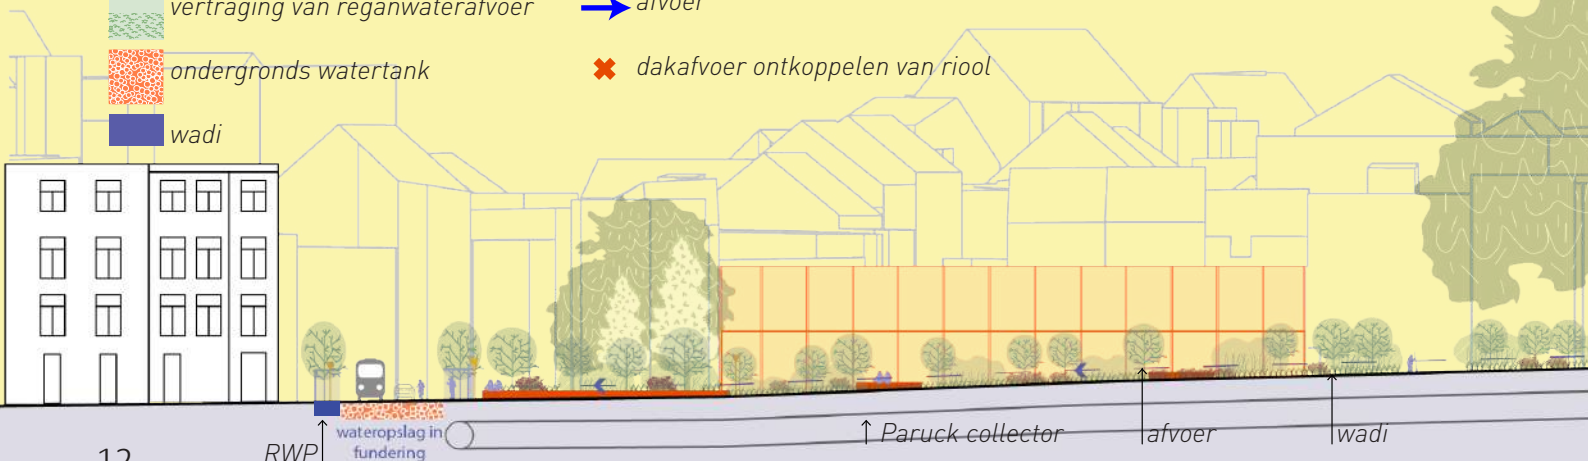 vertraging van reganwaterafvoer
afvoer
ondergronds watertank
dakafvoer ontkoppelen van riool
wadi
wateropslag in
fundering
RWP
Paruck collector
afvoer
wadi
12